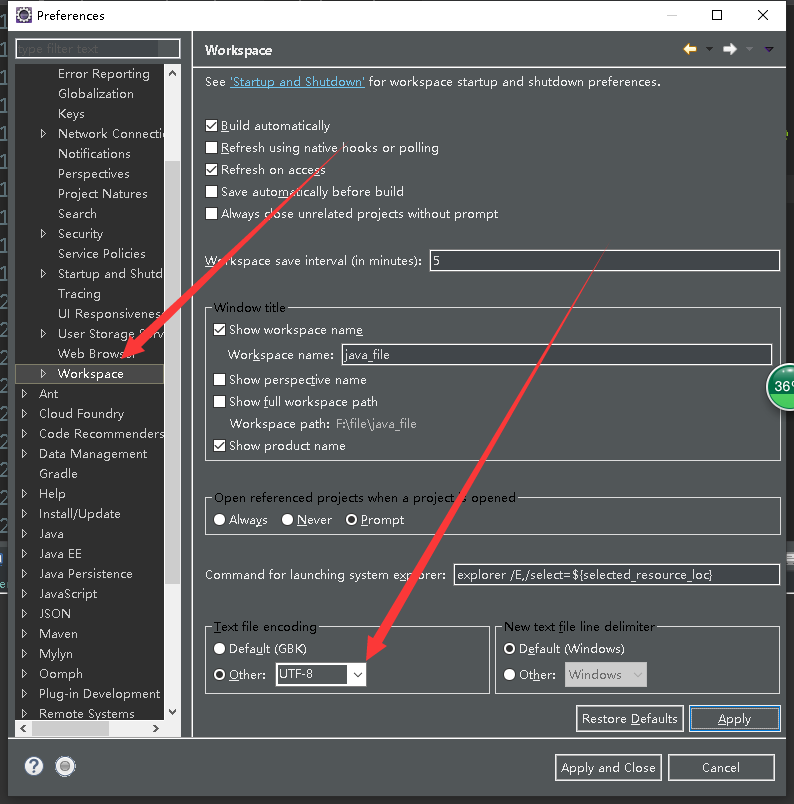 Preferences
type filter text
Error Reporting
Globalization
Keys
Network Connectic
Notifications
Perspectives
Project Natures
Search
Security
Service Policies
Startup and Shutd
Tracing
UI Responsiveness
User Storage Serv
Web Browser
Workspace
Ant
Cloud Foundry
Code Recommenders
Data Management
Gradle
Help
Install/Update
Java
Java EE
Java Persistence
JavaScript
JSON
Maven
Mylyn
Oomph
Plug-in Development
Remote Systems
Workspace
See 'Startup and Shutdown' for workspace startup and shutdown preferences.
Build automatically
Refresh using native hooks or polling
Refresh on access
Save automatically before build
Always close unrelated projects without prompt
Workspace save interval (in minutes): 5
Window title
Show workspace name
Workspace name: java_file
Show perspective name
Show full workspace path
Workspace path: F:\file\java_file
Show product name
Open referenced projects when a project is opened
Always Never Prompt
Command for launching system explorer: explorer /E,/select=${selected_resource_loc}
Text file encoding
Default (GBK)
Other: UTF-8
New text file line delimiter
Default (Windows)
Other: Windows
Restore Defaults Apply
Apply and Close Cancel
36%